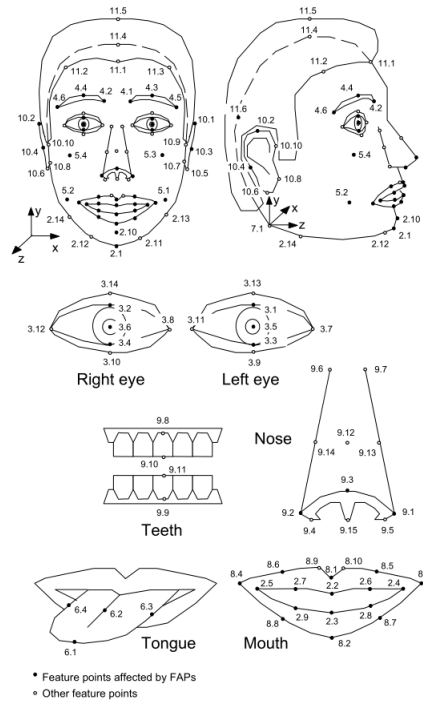 11.5
11.4
11.2 11.1 11.3
4.4 4.2 4.1 4.3
4.6 4.5
10.2 10.1
10.10 10.9
10.4 10.3
5.4 5.3
10.8 10.7
10.6 10.5
5.2 5.1
2.14 2.13
2.10
2.12 2.11
2.1
y
x
z
11.5
11.4
11.2 11.1
4.4
4.2
4.6
11.6
10.2
10.10
5.4
10.4
10.8
10.6
5.2
y
x
z
7.1
2.10
2.14 2.12 2.1
3.14 3.13
3.2 3.1
3.12 3.6 3.8 3.11 3.5 3.7
3.4 3.3
3.10 3.9
Right eye Left eye
9.6 9.7
9.8
9.10 9.11
9.9
Teeth
Nose
9.12
9.14 9.13
9.3
9.2 9.1
9.4 9.15 9.5
6.4 6.2 6.3
6.1
Tongue
8.9 8.10
8.6 8.1 8.5
8.4
2.5 2.7 2.2 2.6 2.4
2.9 2.3 2.8
8.8 8.7
8.2
Mouth
Feature points affected by FAPs
Other feature points